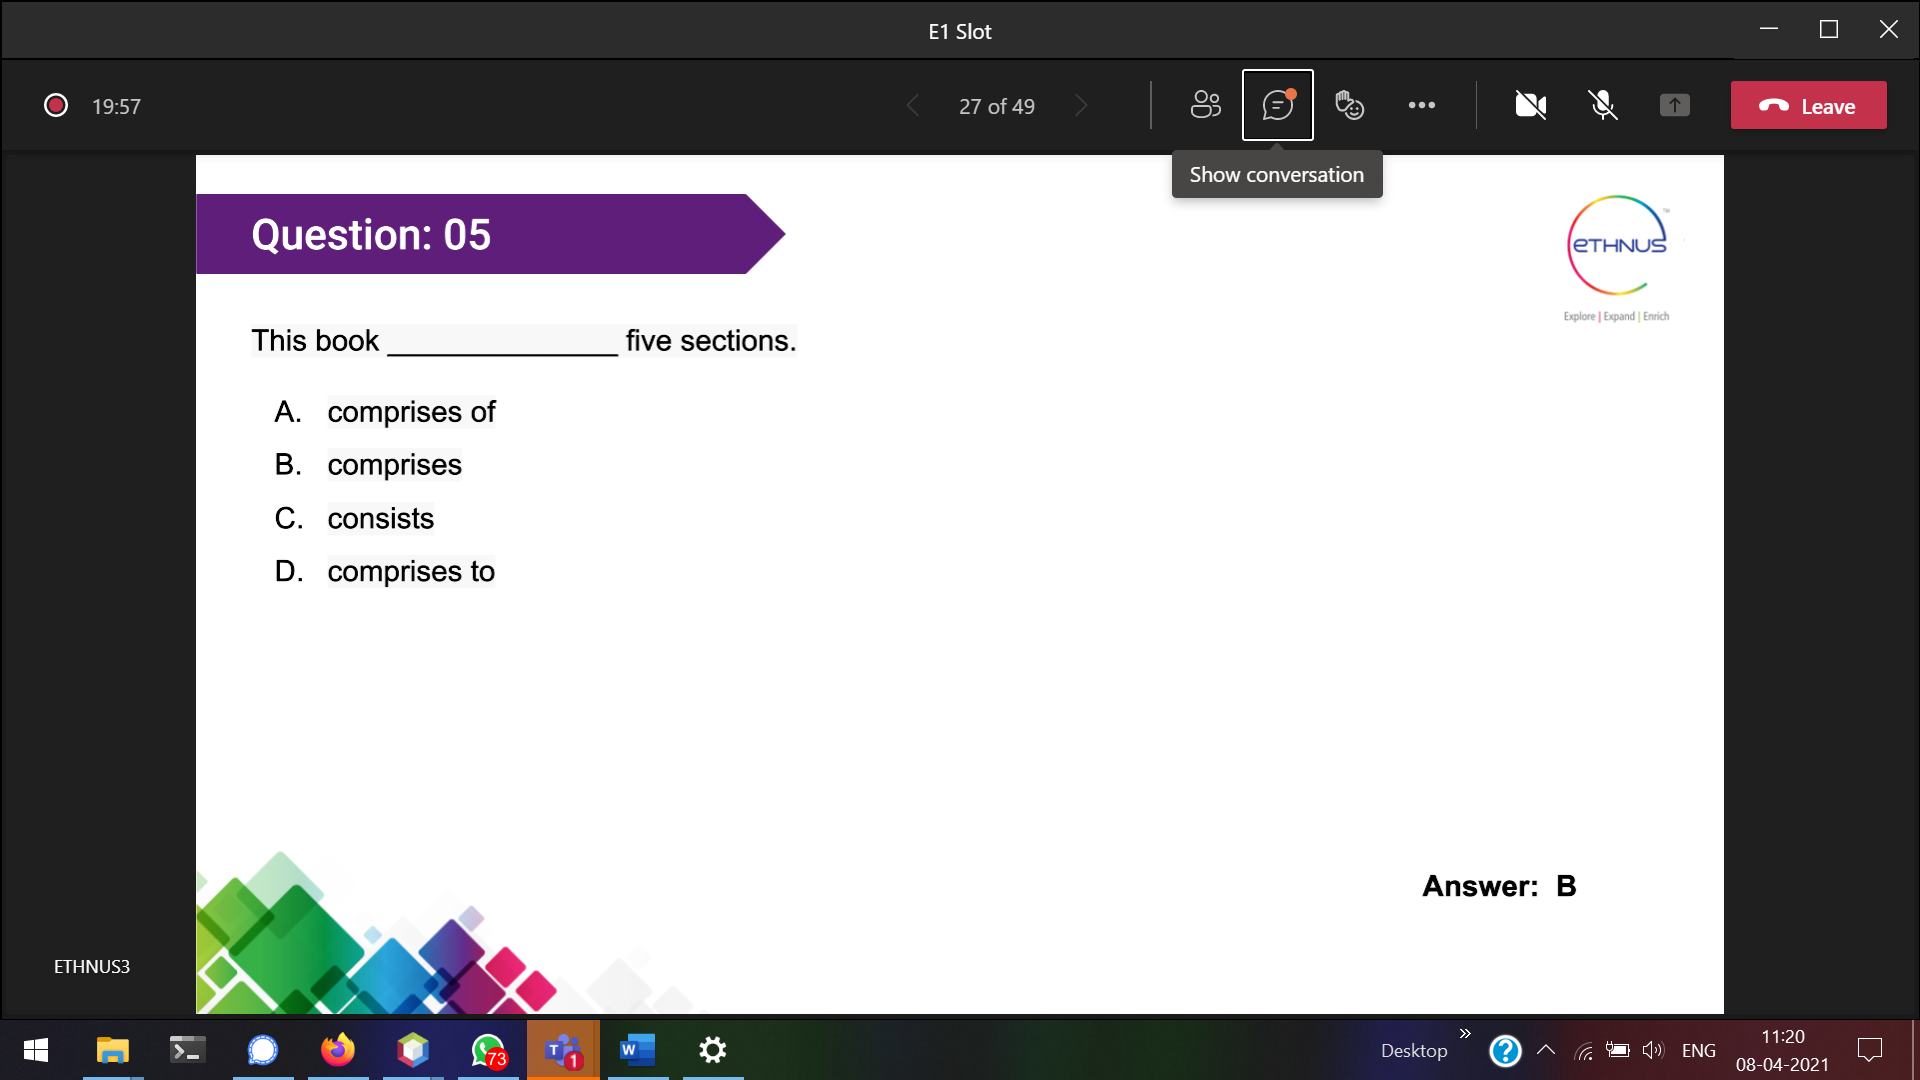 E1 Slot
19:57
27 of 49
Leave
Show conversation
Question: 05
eTHNUS
TM
Explore | Expand | Enrich
This book ______________ five sections.
A. comprises of
B. comprises
C. consists
D. comprises to
Answer: B
ETHNUS3
73
T
1
W
Desktop
ENG
11:20
08-04-2021